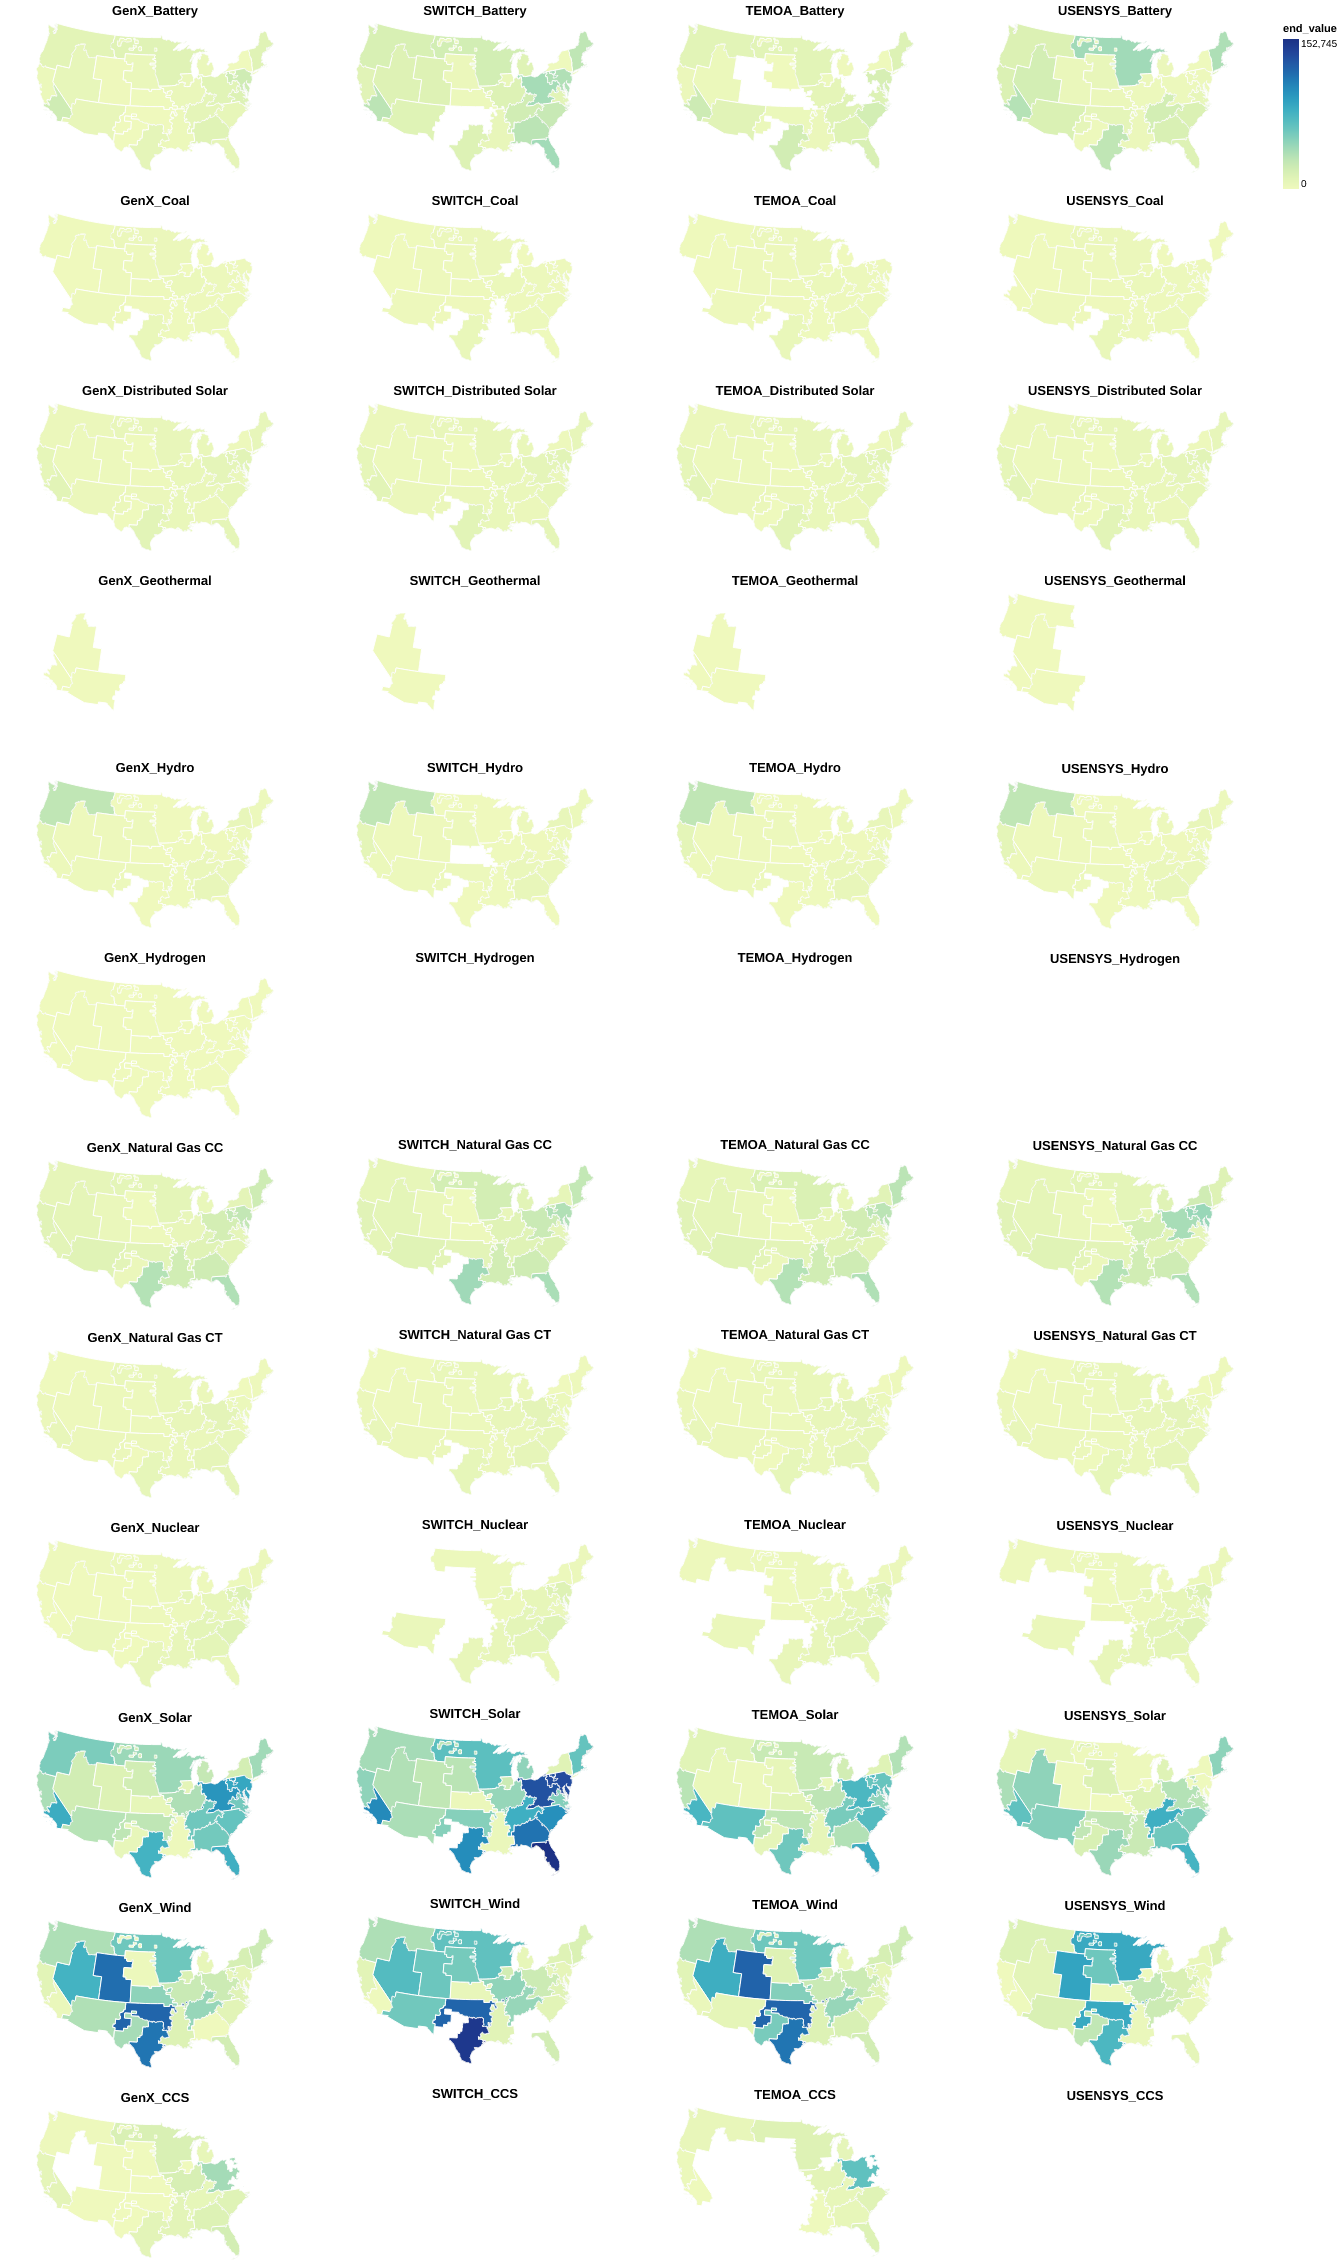 GenX_Battery
SWITCH_Battery
TEMOA_Battery
USENSYS_Battery
end_value
152,745
0
GenX_Coal
SWITCH_Coal
TEMOA_Coal
USENSYS_Coal
GenX_Distributed Solar
SWITCH_Distributed Solar
TEMOA_Distributed Solar
USENSYS_Distributed Solar
GenX_Geothermal
SWITCH_Geothermal
TEMOA_Geothermal
USENSYS_Geothermal
GenX_Hydro
SWITCH_Hydro
TEMOA_Hydro
USENSYS_Hydro
GenX_Hydrogen
SWITCH_Hydrogen
TEMOA_Hydrogen
USENSYS_Hydrogen
GenX_Natural Gas CC
SWITCH_Natural Gas CC
TEMOA_Natural Gas CC
USENSYS_Natural Gas CC
GenX_Natural Gas CT
SWITCH_Natural Gas CT
TEMOA_Natural Gas CT
USENSYS_Natural Gas CT
GenX_Nuclear
SWITCH_Nuclear
TEMOA_Nuclear
USENSYS_Nuclear
GenX_Solar
SWITCH_Solar
TEMOA_Solar
USENSYS_Solar
GenX_Wind
SWITCH_Wind
TEMOA_Wind
USENSYS_Wind
GenX_CCS
SWITCH_CCS
TEMOA_CCS
USENSYS_CCS